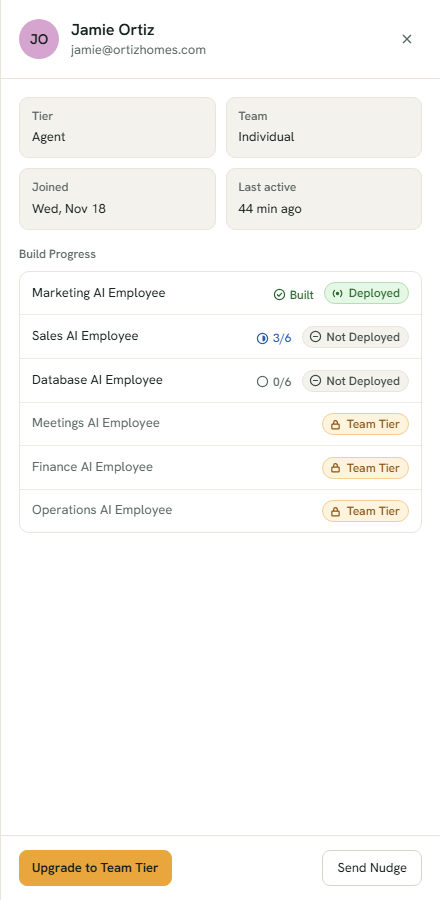 JO
Jamie Ortiz
jamie@ortizhomes.com
Tier
Agent
Team
Individual
Joined
Wed, Nov 18
Last active
44 min ago
Build Progress
Marketing AI Employee Built Deployed
Sales AI Employee 3/6 Not Deployed
Database AI Employee 0/6 Not Deployed
Meetings AI Employee Team Tier
Finance AI Employee Team Tier
Operations AI Employee Team Tier
Upgrade to Team Tier Send Nudge